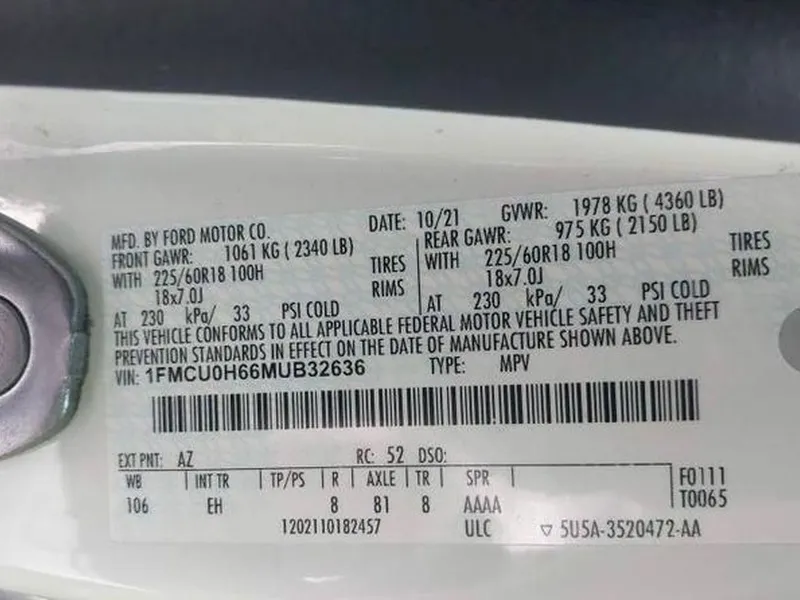 MFD. BY FORD MOTOR CO. DATE: 10/21 GVWR: 1978 KG ( 4360 LB)
FRONT GAWR: 1061 KG ( 2340 LB) REAR GAWR: 975 KG ( 2150 LB)
WITH 225/60R18 100H TIRES WITH 225/60R18 100H TIRES
18x7.0J RIMS 18x7.0J RIMS
AT 230 kPa/ 33 PSI COLD AT 230 kPa/ 33 PSI COLD
THIS VEHICLE CONFORMS TO ALL APPLICABLE FEDERAL MOTOR VEHICLE SAFETY AND THEFT
PREVENTION STANDARDS IN EFFECT ON THE DATE OF MANUFACTURE SHOWN ABOVE.
VIN: 1FMCU0H66MUB32636 TYPE: MPV
EXT PNT: AZ RC: 52 DSO:
WB INT TR TP/PS R AXLE TR SPR F0111
106 EH 8 81 8 AAAA T0065
1202110182457 ULC ▽ 5U5A-3520472-AA